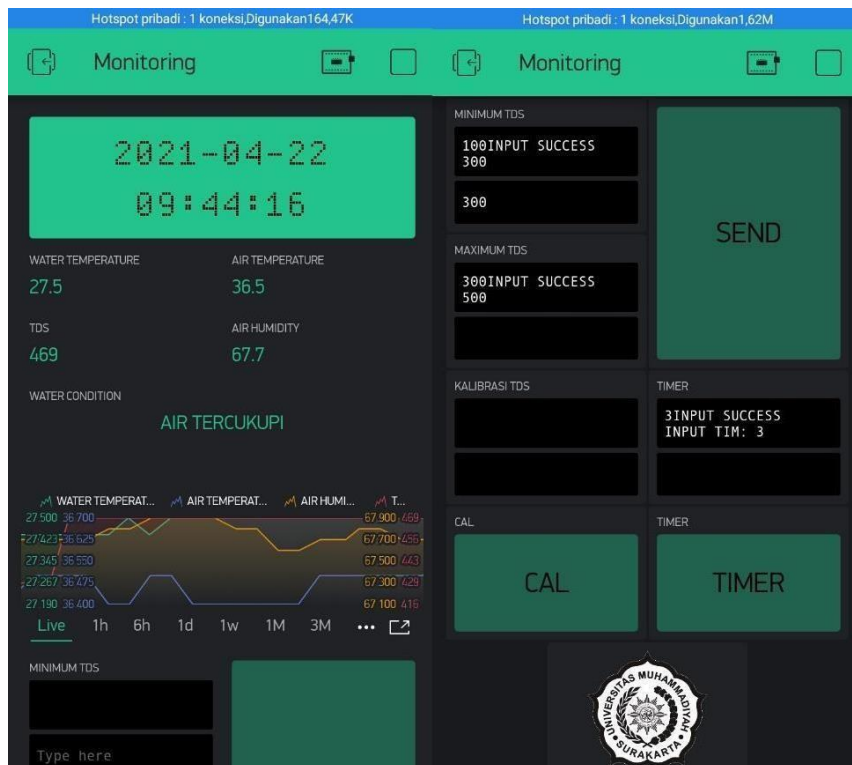 Hotspot pribadi : 1 koneksi,Digunakan164,47K
Monitoring
2021-04-22
09:44:16
WATER TEMPERATURE
AIR TEMPERATURE
27.5
36.5
TDS
AIR HUMIDITY
469
67.7
WATER CONDITION
AIR TERCUKUPI
WATER TEMPERAT... AIR TEMPERAT... AIR HUMI... T...
27.500 36.700 67.900 469
27.423 36.625 67.700 456
27.345 36.550 67.500 443
27.267 36.475 67.300 429
27.190 36.400 67.100 416
Live 1h 6h 1d 1w 1M 3M ...
MINIMUM TDS
Type here
Hotspot pribadi : 1 koneksi,Digunakan1,62M
Monitoring
MINIMUM TDS
100INPUT SUCCESS
300
300
SEND
MAXIMUM TDS
300INPUT SUCCESS
500
KALIBRASI TDS
TIMER
3INPUT SUCCESS
INPUT TIM: 3
CAL
TIMER
CAL
TIMER
UNIVERSITAS MUHAMMADIYAH
SURAKARTA